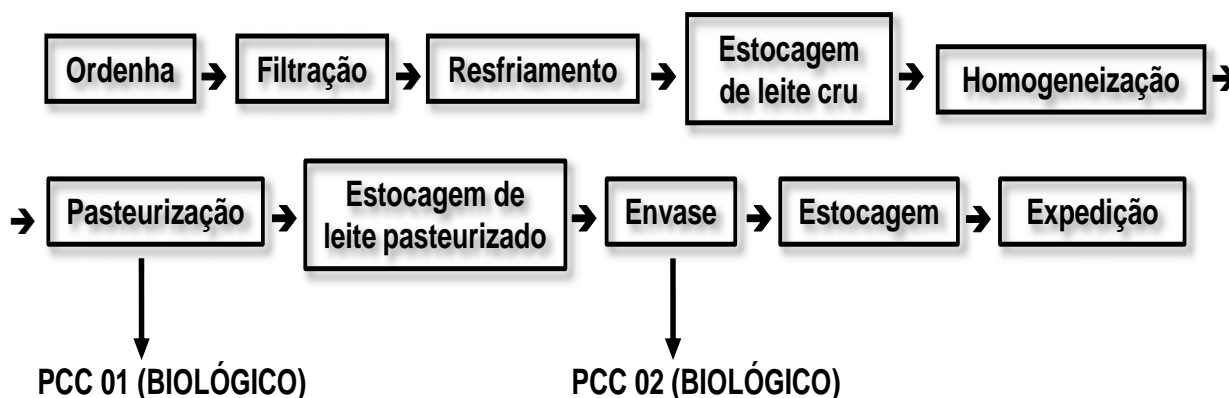 Ordenha
Filtração
Resfriamento
Estocagem
de leite cru
Homogeneização
Pasteurização
Estocagem de
leite pasteurizado
Envase
Estocagem
Expedição
PCC 01 (BIOLÓGICO)
PCC 02 (BIOLÓGICO)